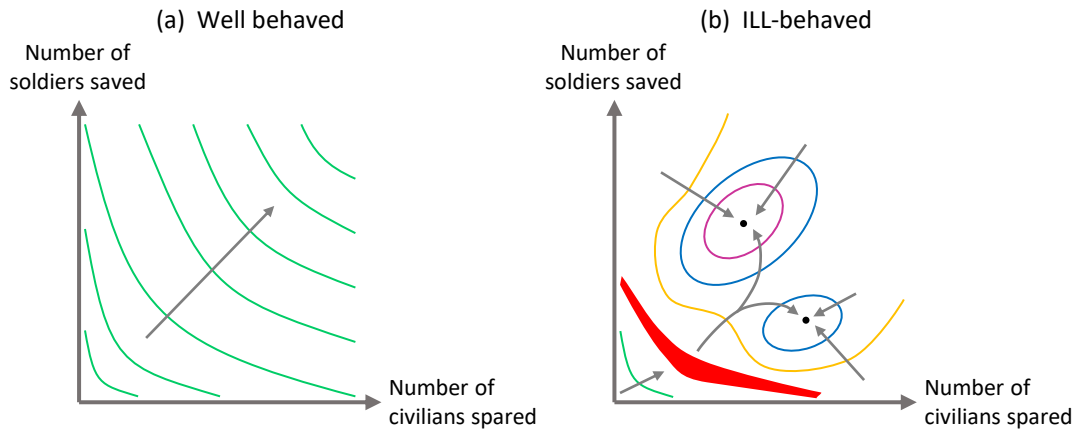 (a) Well behaved
Number of
soldiers saved
Number of
civilians spared
(b) ILL-behaved
Number of
soldiers saved
Number of
civilians spared